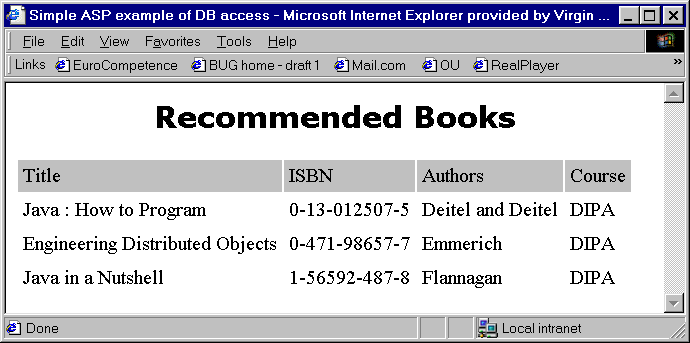 Simple ASP example of DB access - Microsoft Internet Explorer provided by Virgin ...
File Edit View Favorites Tools Help
Links EuroCompetence BUG home - draft 1 Mail.com OU RealPlayer »
Recommended Books
Title ISBN Authors Course
Java : How to Program 0-13-012507-5 Deitel and Deitel DIPA
Engineering Distributed Objects 0-471-98657-7 Emmerich DIPA
Java in a Nutshell 1-56592-487-8 Flannagan DIPA
Done Local intranet